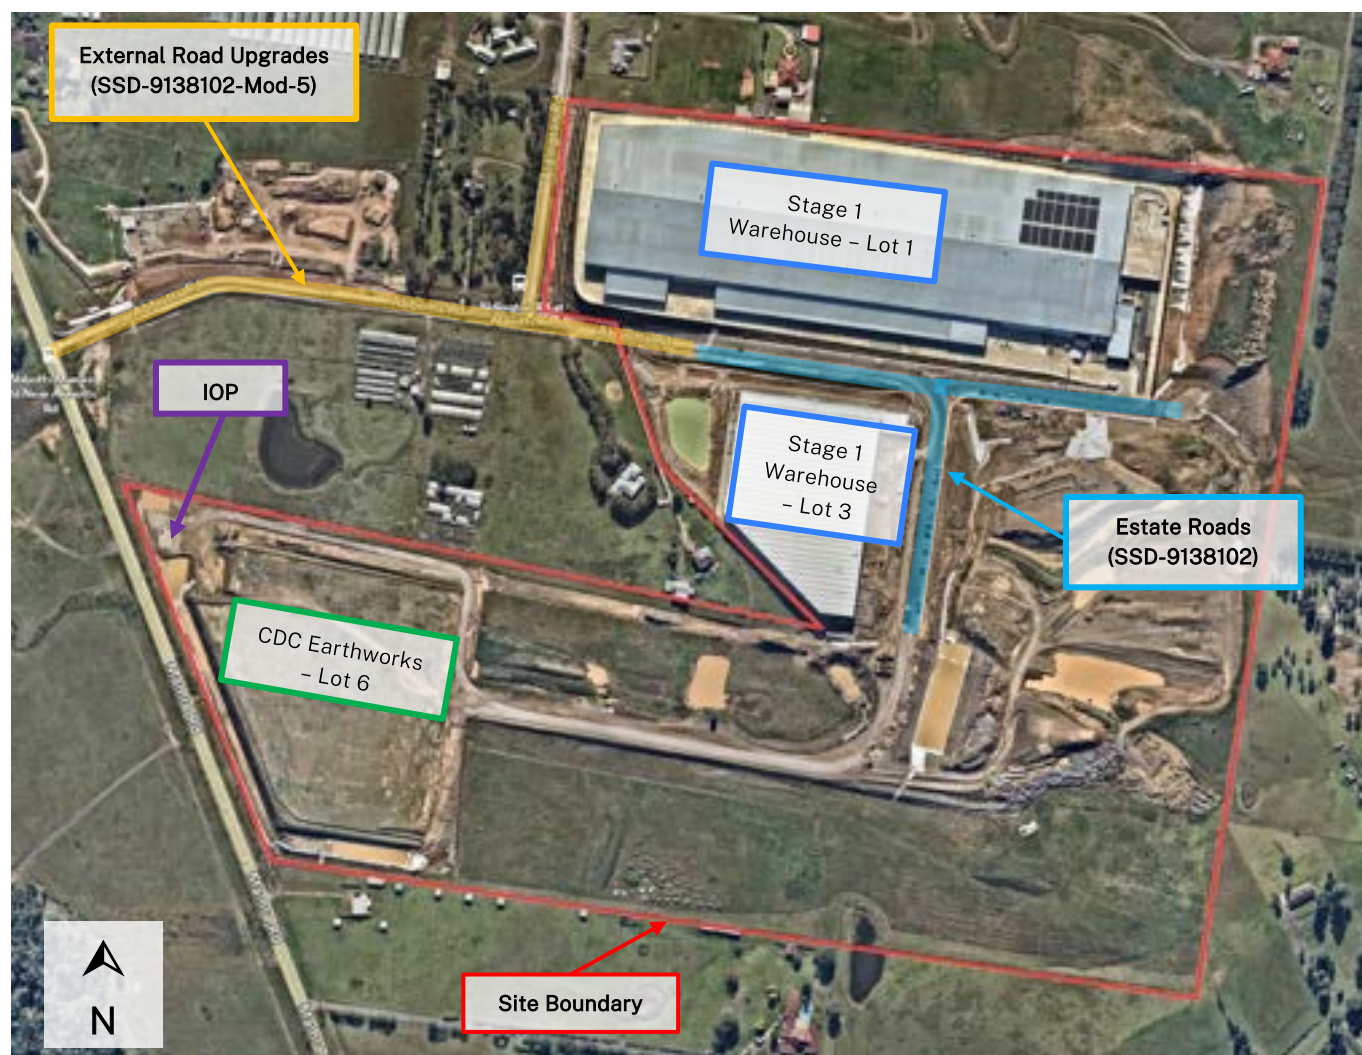 External Road Upgrades
(SSD-9138102-Mod-5)
Stage 1
Warehouse – Lot 1
IOP
Stage 1
Warehouse
– Lot 3
Estate Roads
(SSD-9138102)
CDC Earthworks
– Lot 6
Site Boundary
N